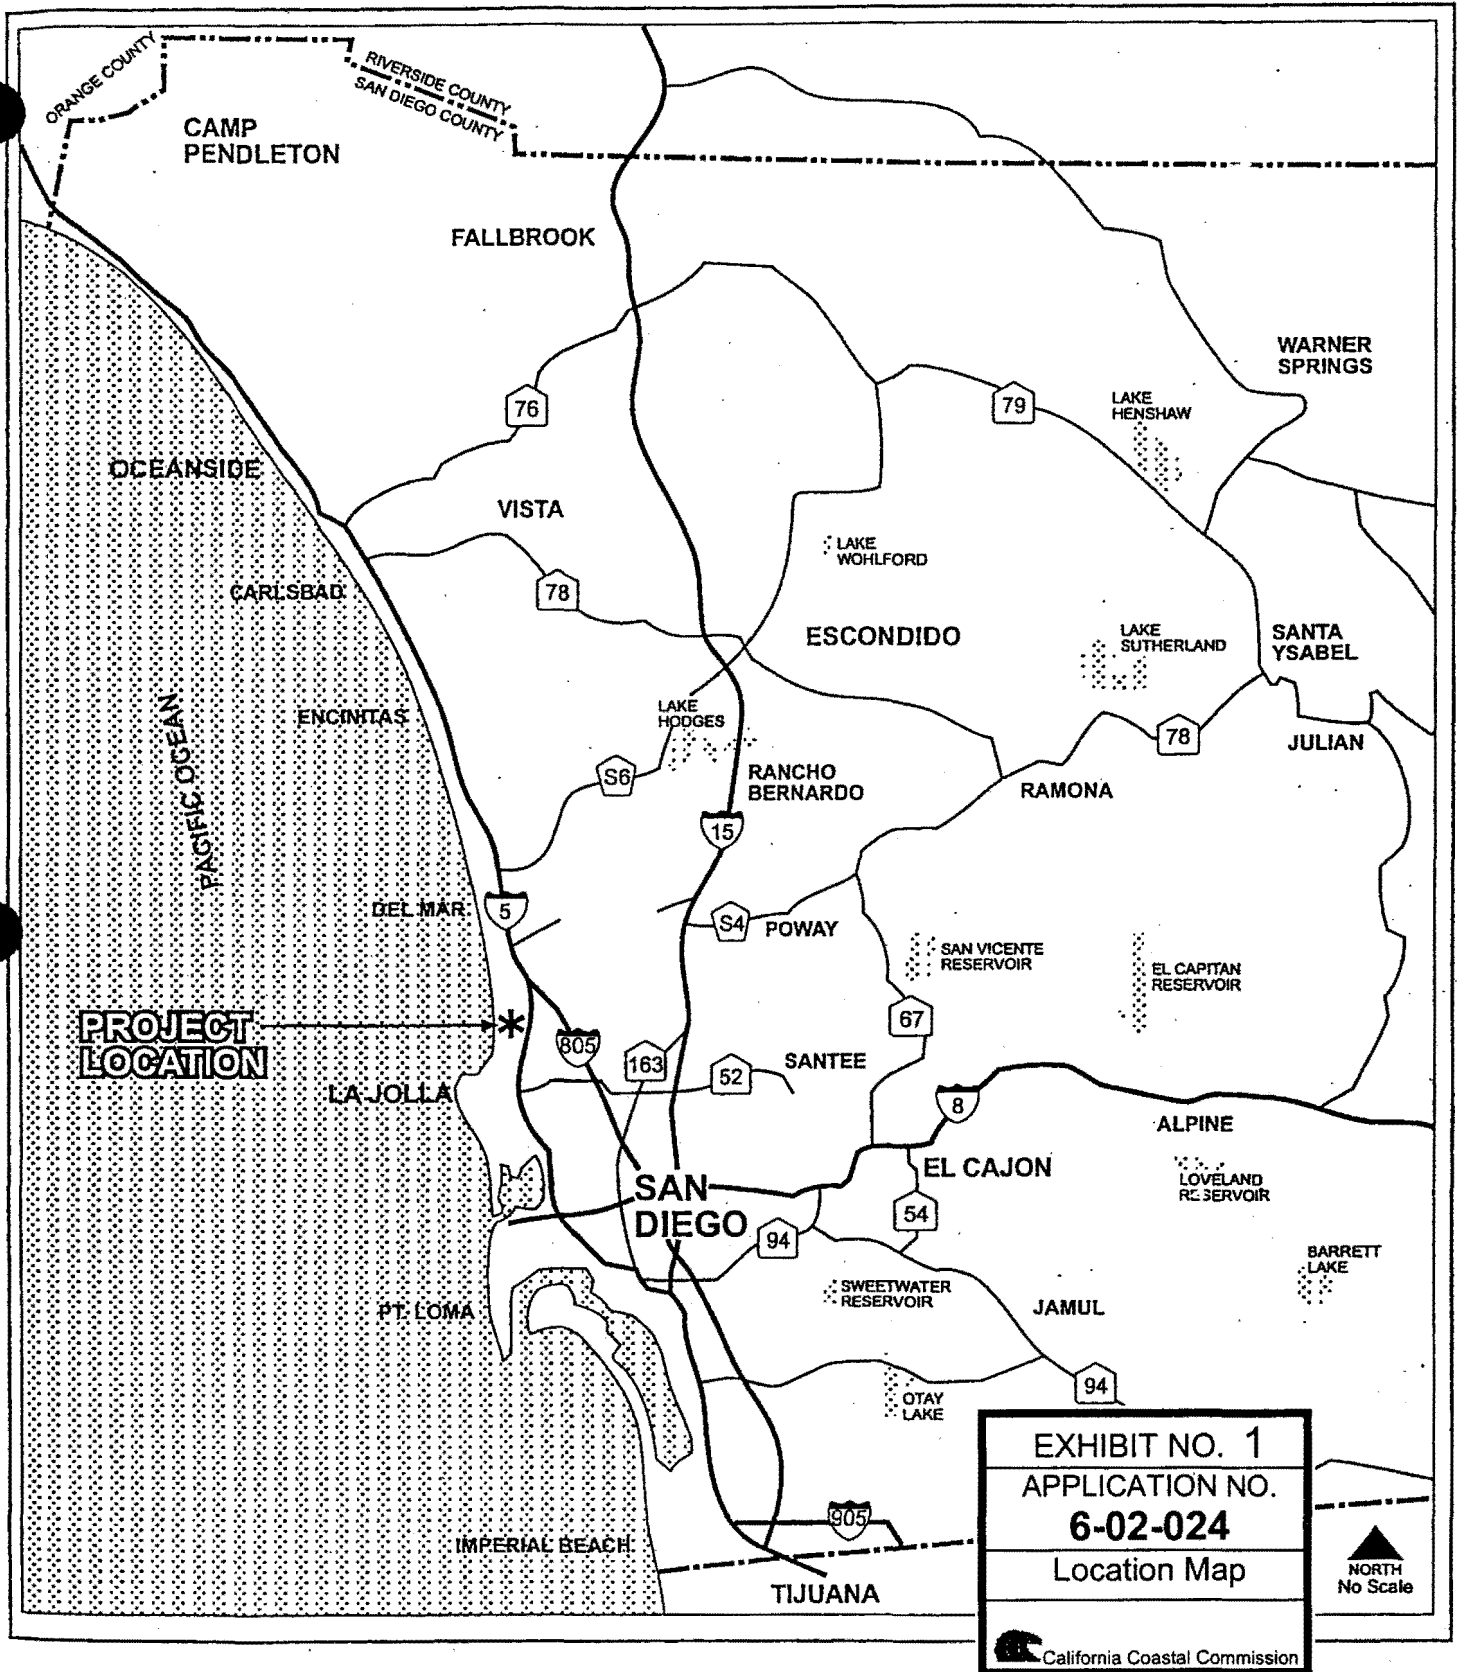 ORANGE COUNTY
RIVERSIDE COUNTY
SAN DIEGO COUNTY
CAMP
PENDLETON
FALLBROOK
WARNER
SPRINGS
76
79
LAKE
HENSHAW
OCEANSIDE
VISTA
LAKE
WOHLFORD
CARLSBAD
78
ESCONDIDO
LAKE
SUTHERLAND
SANTA
YSABEL
PACIFIC OCEAN
ENCINITAS
LAKE
HODGES
78
JULIAN
S6
RANCHO
BERNARDO
RAMONA
15
DEL MAR
5
S4
POWAY
SAN VICENTE
RESERVOIR
EL CAPITAN
RESERVOIR
PROJECT
LOCATION
*
805
163
52
SANTEE
67
LA JOLLA
8
ALPINE
EL CAJON
LOVELAND
RESERVOIR
SAN
DIEGO
94
54
BARRETT
LAKE
SWEETWATER
RESERVOIR
JAMUL
PT. LOMA
94
OTAY
LAKE
905
IMPERIAL BEACH
TIJUANA
EXHIBIT NO. 1
APPLICATION NO.
6-02-024
Location Map
California Coastal Commission
NORTH
No Scale